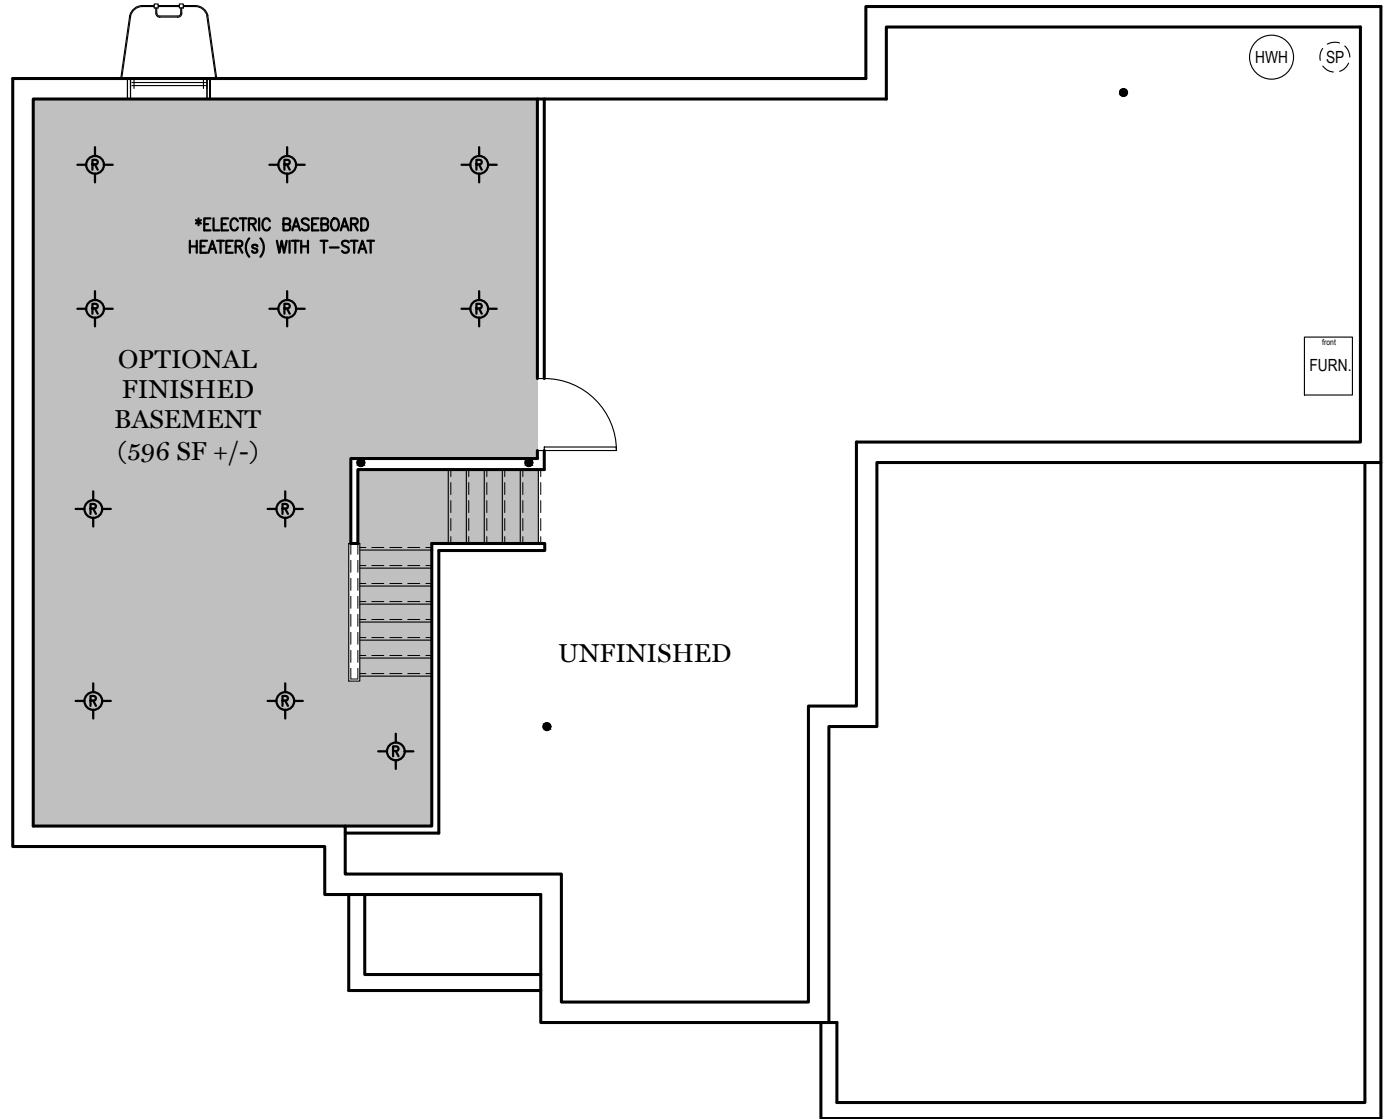 HWH
SP
R
R
R
*ELECTRIC BASEBOARD
HEATER(s) WITH T-STAT
R
R
R
front
FURN.
OPTIONAL
FINISHED
BASEMENT
(596 SF +/-)
R
R
UNFINISHED
R
R
R